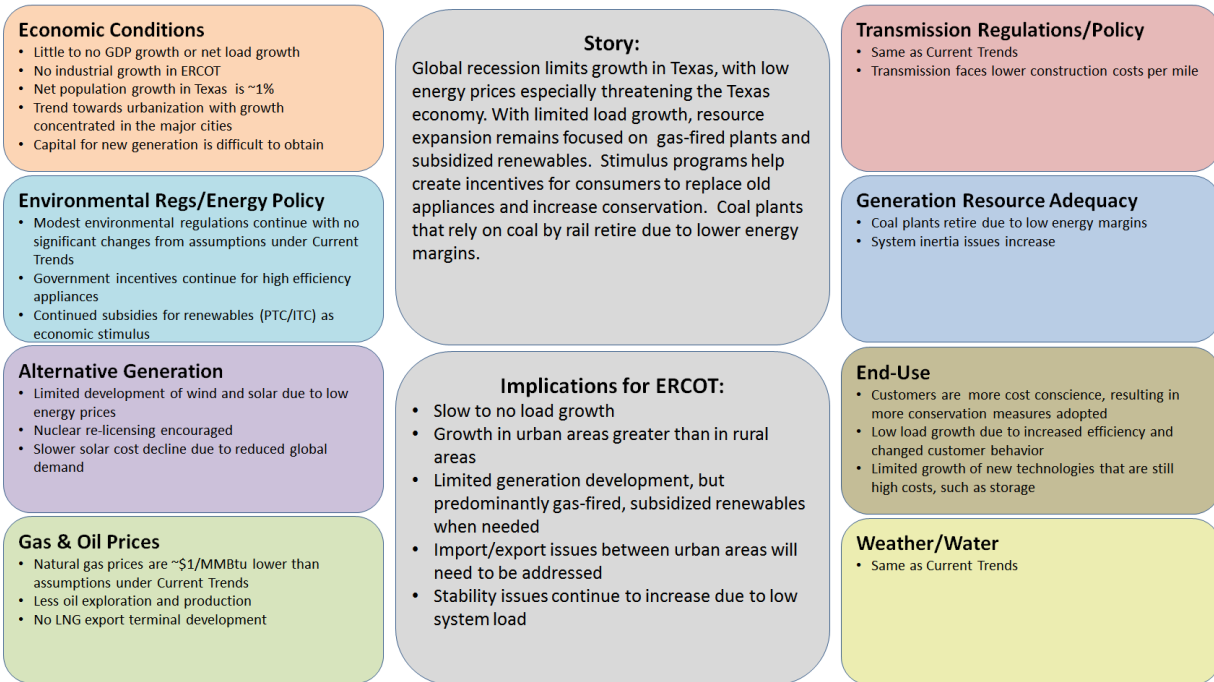 Economic Conditions
• Little to no GDP growth or net load growth
• No industrial growth in ERCOT
• Net population growth in Texas is ~1%
• Trend towards urbanization with growth
concentrated in the major cities
• Capital for new generation is difficult to obtain
Environmental Regs/Energy Policy
• Modest environmental regulations continue with no
significant changes from assumptions under Current
Trends
• Government incentives continue for high efficiency
appliances
• Continued subsidies for renewables (PTC/ITC) as
economic stimulus
Alternative Generation
• Limited development of wind and solar due to low
energy prices
• Nuclear re-licensing encouraged
• Slower solar cost decline due to reduced global
demand
Gas & Oil Prices
• Natural gas prices are ~$1/MMBtu lower than
assumptions under Current Trends
• Less oil exploration and production
• No LNG export terminal development
Story:
Global recession limits growth in Texas, with low
energy prices especially threatening the Texas
economy. With limited load growth, resource
expansion remains focused on gas-fired plants and
subsidized renewables. Stimulus programs help
create incentives for consumers to replace old
appliances and increase conservation. Coal plants
that rely on coal by rail retire due to lower energy
margins.
Implications for ERCOT:
• Slow to no load growth
• Growth in urban areas greater than in rural
areas
• Limited generation development, but
predominantly gas-fired, subsidized renewables
when needed
• Import/export issues between urban areas will
need to be addressed
• Stability issues continue to increase due to low
system load
Transmission Regulations/Policy
• Same as Current Trends
• Transmission faces lower construction costs per mile
Generation Resource Adequacy
• Coal plants retire due to low energy margins
• System inertia issues increase
End-Use
• Customers are more cost conscience, resulting in
more conservation measures adopted
• Low load growth due to increased efficiency and
changed customer behavior
• Limited growth of new technologies that are still
high costs, such as storage
Weather/Water
• Same as Current Trends